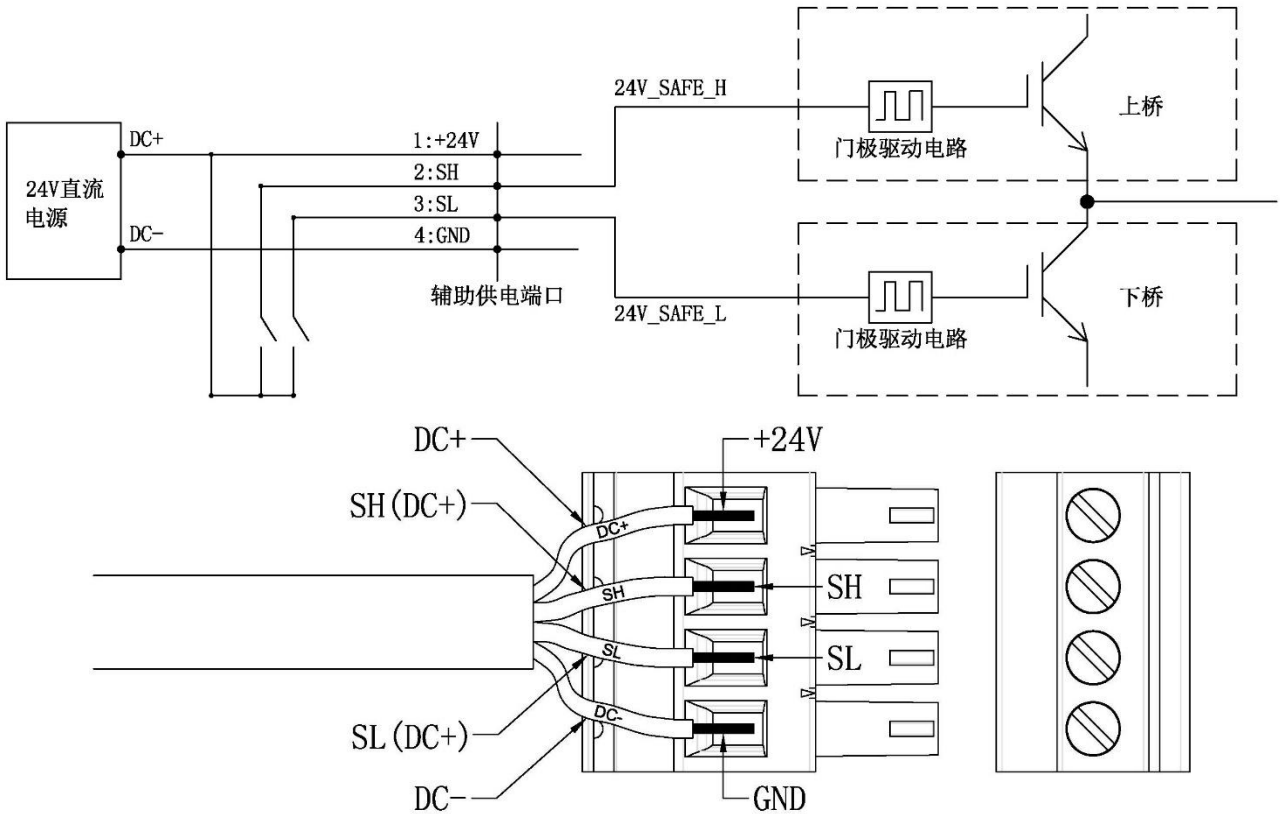 24V_SAFE_H
上桥
门极驱动电路
DC+
1:+24V
2:SH
24V直流
电源
3:SL
DC-
4:GND
辅助供电端口
24V_SAFE_L
下桥
门极驱动电路
DC+
+24V
SH(DC+)
DC+
SH
SH
SL
SL
SL(DC+)
DC-
DC-
GND